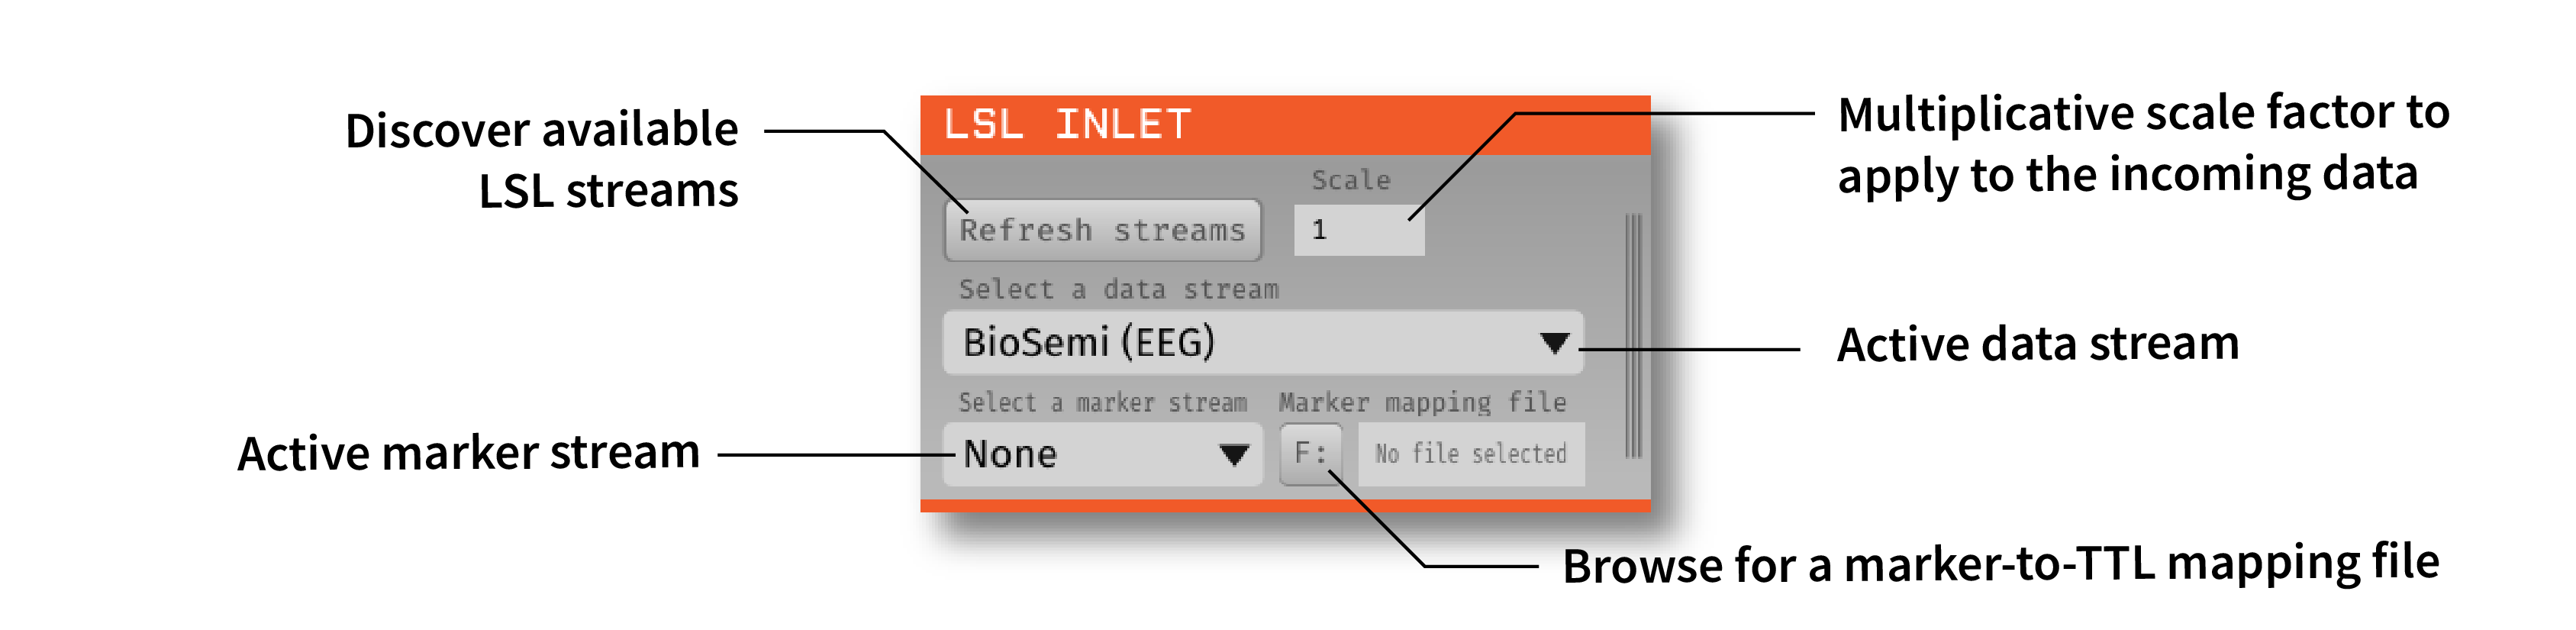 Discover available
LSL streams
LSL INLET
Multiplicative scale factor to
apply to the incoming data
Scale
Refresh streams
1
Select a data stream
BioSemi (EEG)
Active data stream
Select a marker stream
Marker mapping file
Active marker stream
None
F:
No file selected
Browse for a marker-to-TTL mapping file